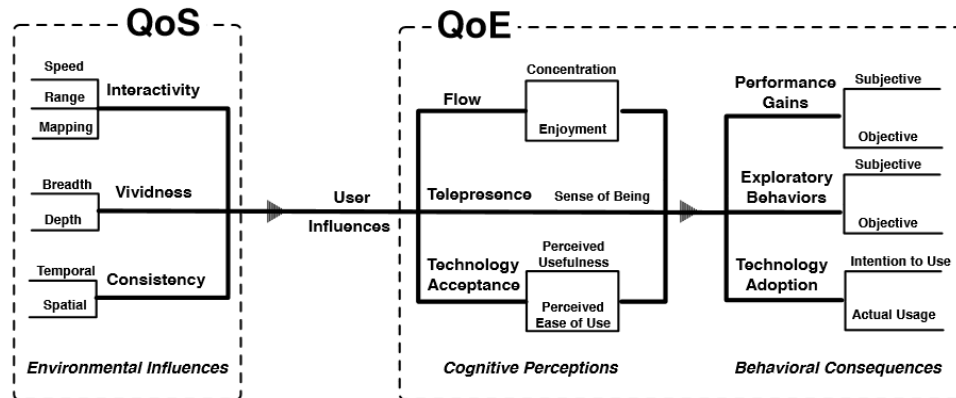 QoS
QoE
Speed
Range
Mapping
Interactivity
Breadth
Depth
Vividness
Temporal
Spatial
Consistency
Environmental Influences
User
Influences
Flow
Concentration
Enjoyment
Telepresence
Sense of Being
Technology
Acceptance
Perceived
Usefulness
Perceived
Ease of Use
Cognitive Perceptions
Performance
Gains
Subjective
Objective
Exploratory
Behaviors
Subjective
Objective
Technology
Adoption
Intention to Use
Actual Usage
Behavioral Consequences